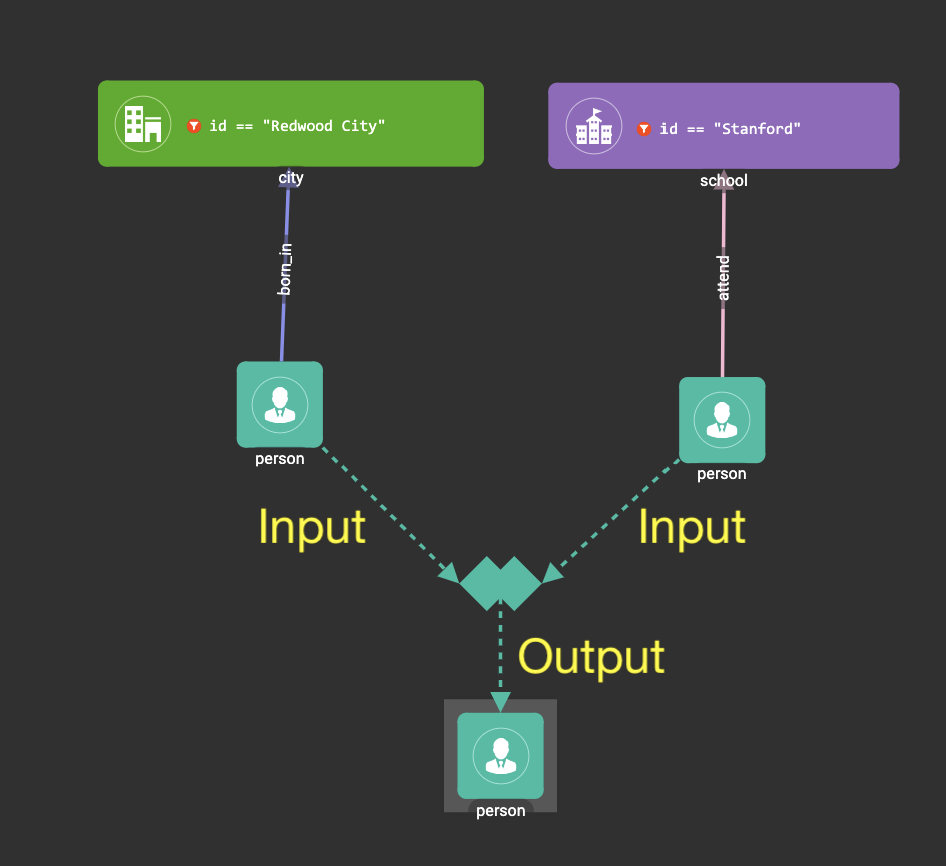 id == "Redwood City"
id == "Stanford"
city
school
born_in
attend
person
person
Input
Input
Output
person